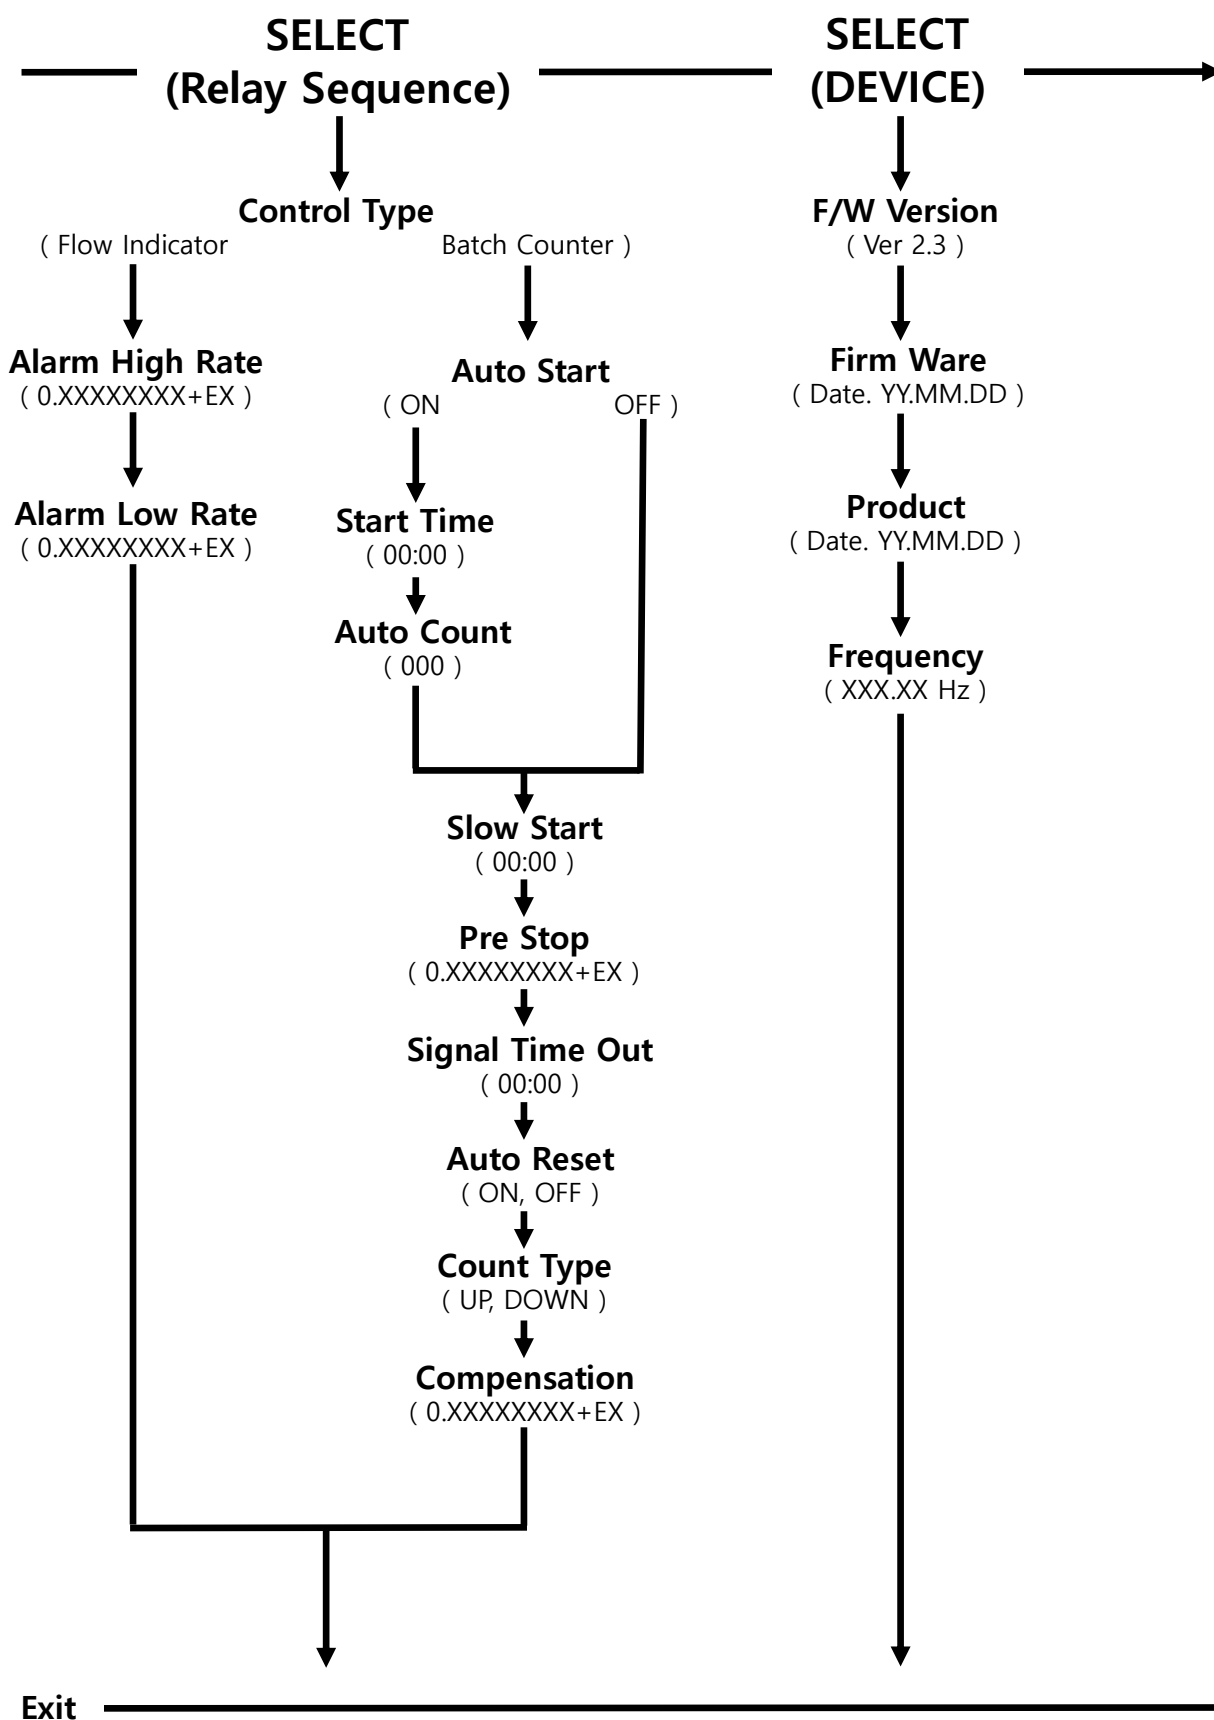 SELECT
(Relay Sequence)
Control Type
( Flow Indicator
Batch Counter )
Alarm High Rate
( 0.XXXXXXXX+EX )
Alarm Low Rate
( 0.XXXXXXXX+EX )
Auto Start
( ON
OFF )
Start Time
( 00:00 )
Auto Count
( 000 )
Slow Start
( 00:00 )
Pre Stop
( 0.XXXXXXXX+EX )
Signal Time Out
( 00:00 )
Auto Reset
( ON, OFF )
Count Type
( UP, DOWN )
Compensation
( 0.XXXXXXXX+EX )
SELECT
(DEVICE)
F/W Version
( Ver 2.3 )
Firm Ware
( Date. YY.MM.DD )
Product
( Date. YY.MM.DD )
Frequency
( XXX.XX Hz )
Exit